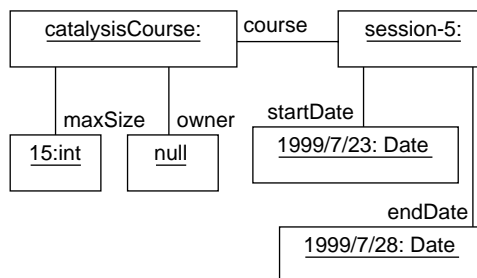 catalysisCourse:
course
session-5:
maxSize
owner
startDate
15:int
null
1999/7/23: Date
endDate
1999/7/28: Date